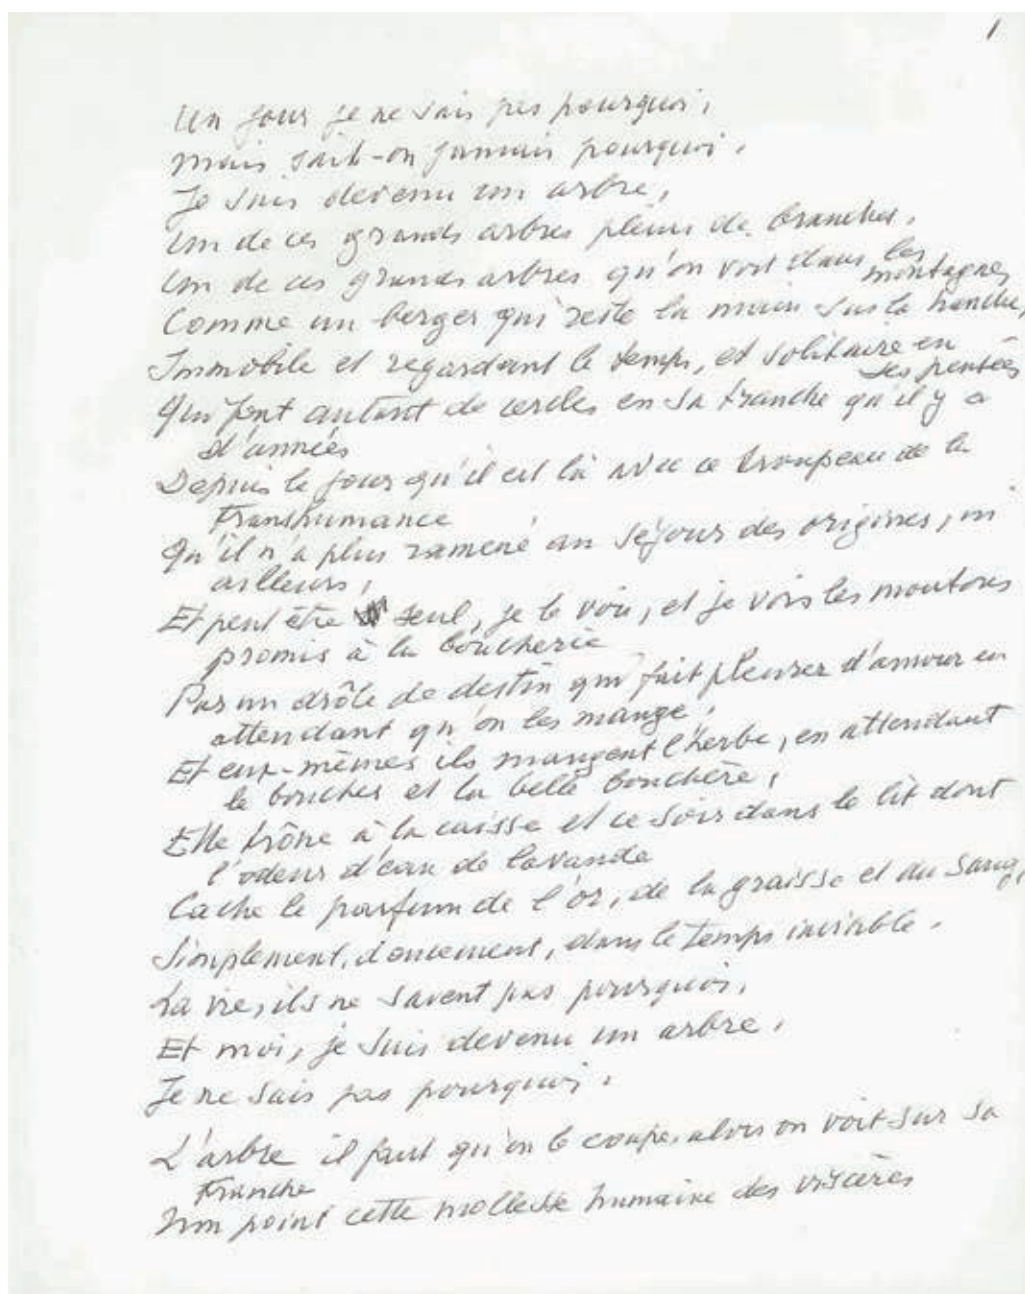 1
Un jour je ne sais pas pourquoi,
Mais sait-on jamais pourquoi,
Je suis devenu un arbre,
Un de ces grands arbres pleins de branches,
Un de ces grands arbres qu'on voit dans les
montagnes
Comme un berger qui reste la main sur la hanche,
Immobile et regardant le temps, et solitaire en
ses pensées
Qui font autant de cercles en sa tranche qu'il y a
d'années
Depuis le jour qu'il est là avec ce troupeau de la
transhumance
Qu'il n'a plus ramené au séjour des origines, ni
ailleurs,
Et peut être seul, je le vois, et je vois les moutons
promis à la boucherie
Par un drôle de destin qui fait pleurer d'amour en
attendant qu'on les mange,
Et eux-mêmes ils mangent l'herbe, en attendant
le boucher et la belle bouchère,
Elle trône à la caisse et ce soir dans le lit dont
l'odeur d'eau de lavande
Cache le parfum de l'or, de la graisse et du sang,
Simplement, doucement, dans le temps invisible.
La vie, ils ne savent pas pourquoi,
Et moi, je suis devenu un arbre,
Je ne sais pas pourquoi.
L'arbre il faut qu'on le coupe, alors on voit sur sa
tranche
Non point cette mollesse humaine des viscères